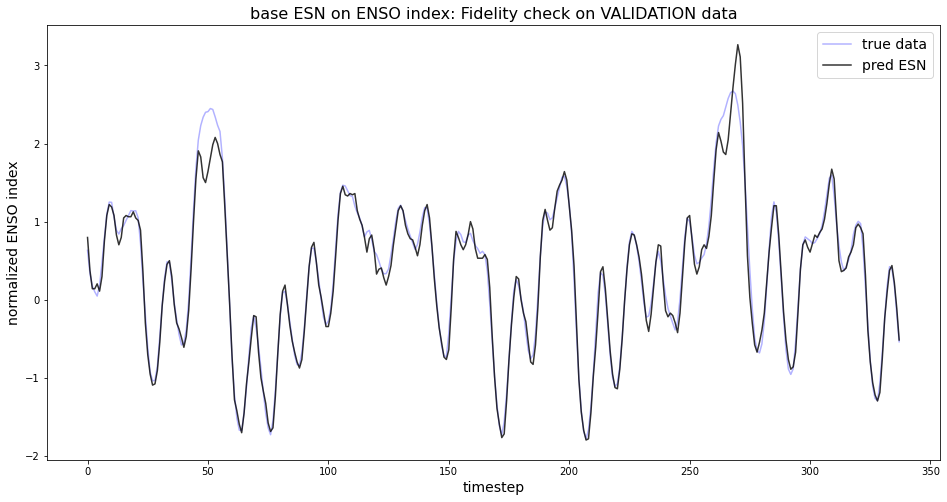 base ESN on ENSO index: Fidelity check on VALIDATION data
true data
pred ESN
normalized ENSO index
3
2
1
0
−1
−2
0 50 100 150 200 250 300 350
timestep